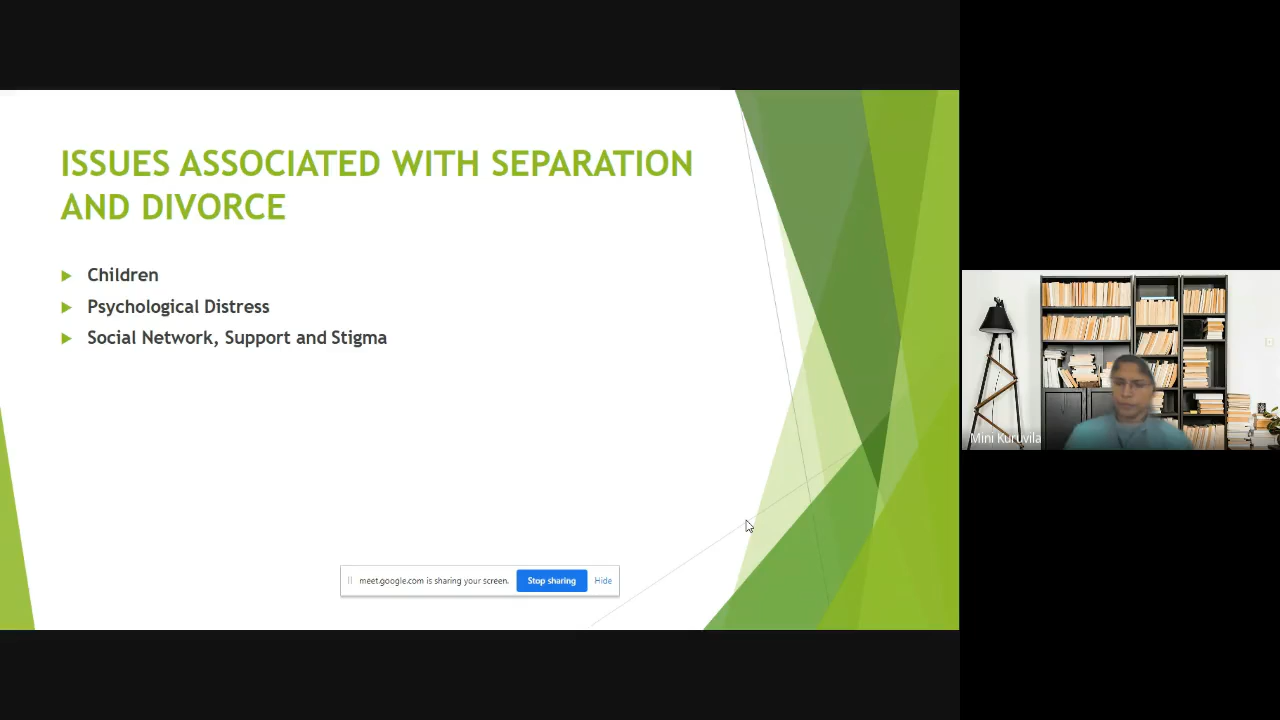 ISSUES ASSOCIATED WITH SEPARATION
AND DIVORCE
Children
Psychological Distress
Social Network, Support and Stigma
meet.google.com is sharing your screen.
Stop sharing
Hide
Mini Kuruvila